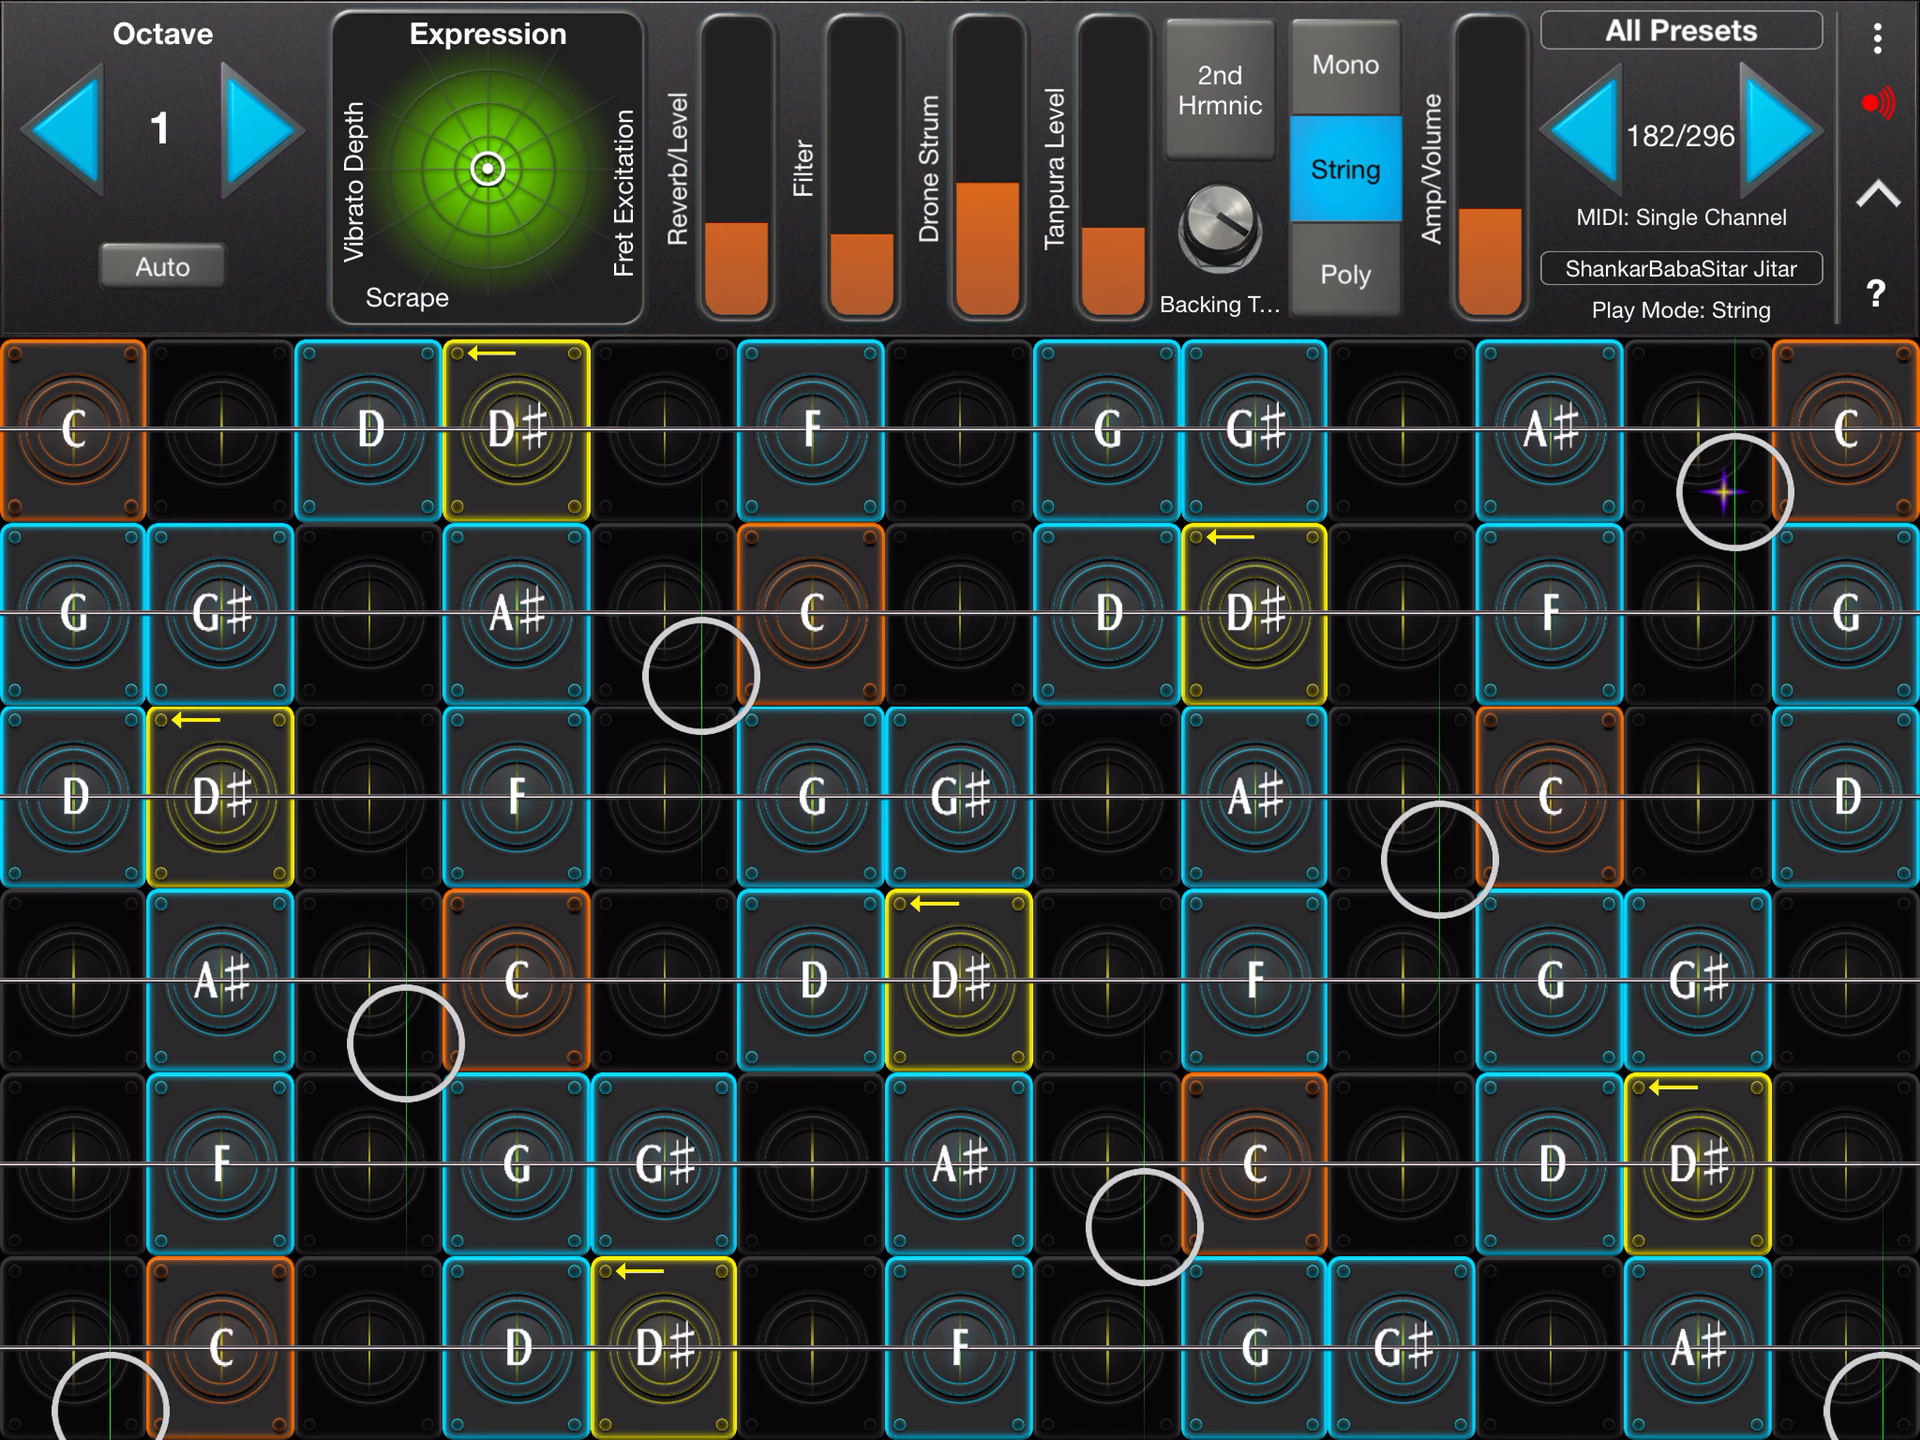 Octave
1
Auto
Expression
Vibrato Depth
Fret Excitation
Scrape
Reverb/Level
Filter
Drone Strum
Tanpura Level
2nd
Hrmnic
Backing T...
Mono
String
Poly
Amp/Volume
All Presets
182/296
MIDI: Single Channel
ShankarBabaSitar Jitar
Play Mode: String
?
C D D♯ F G G♯ A♯ C
G G♯ A♯ C D D♯ F G
D D♯ F G G♯ A♯ C D
A♯ C D D♯ F G G♯
F G G♯ A♯ C D D♯
C D D♯ F G G♯ A♯